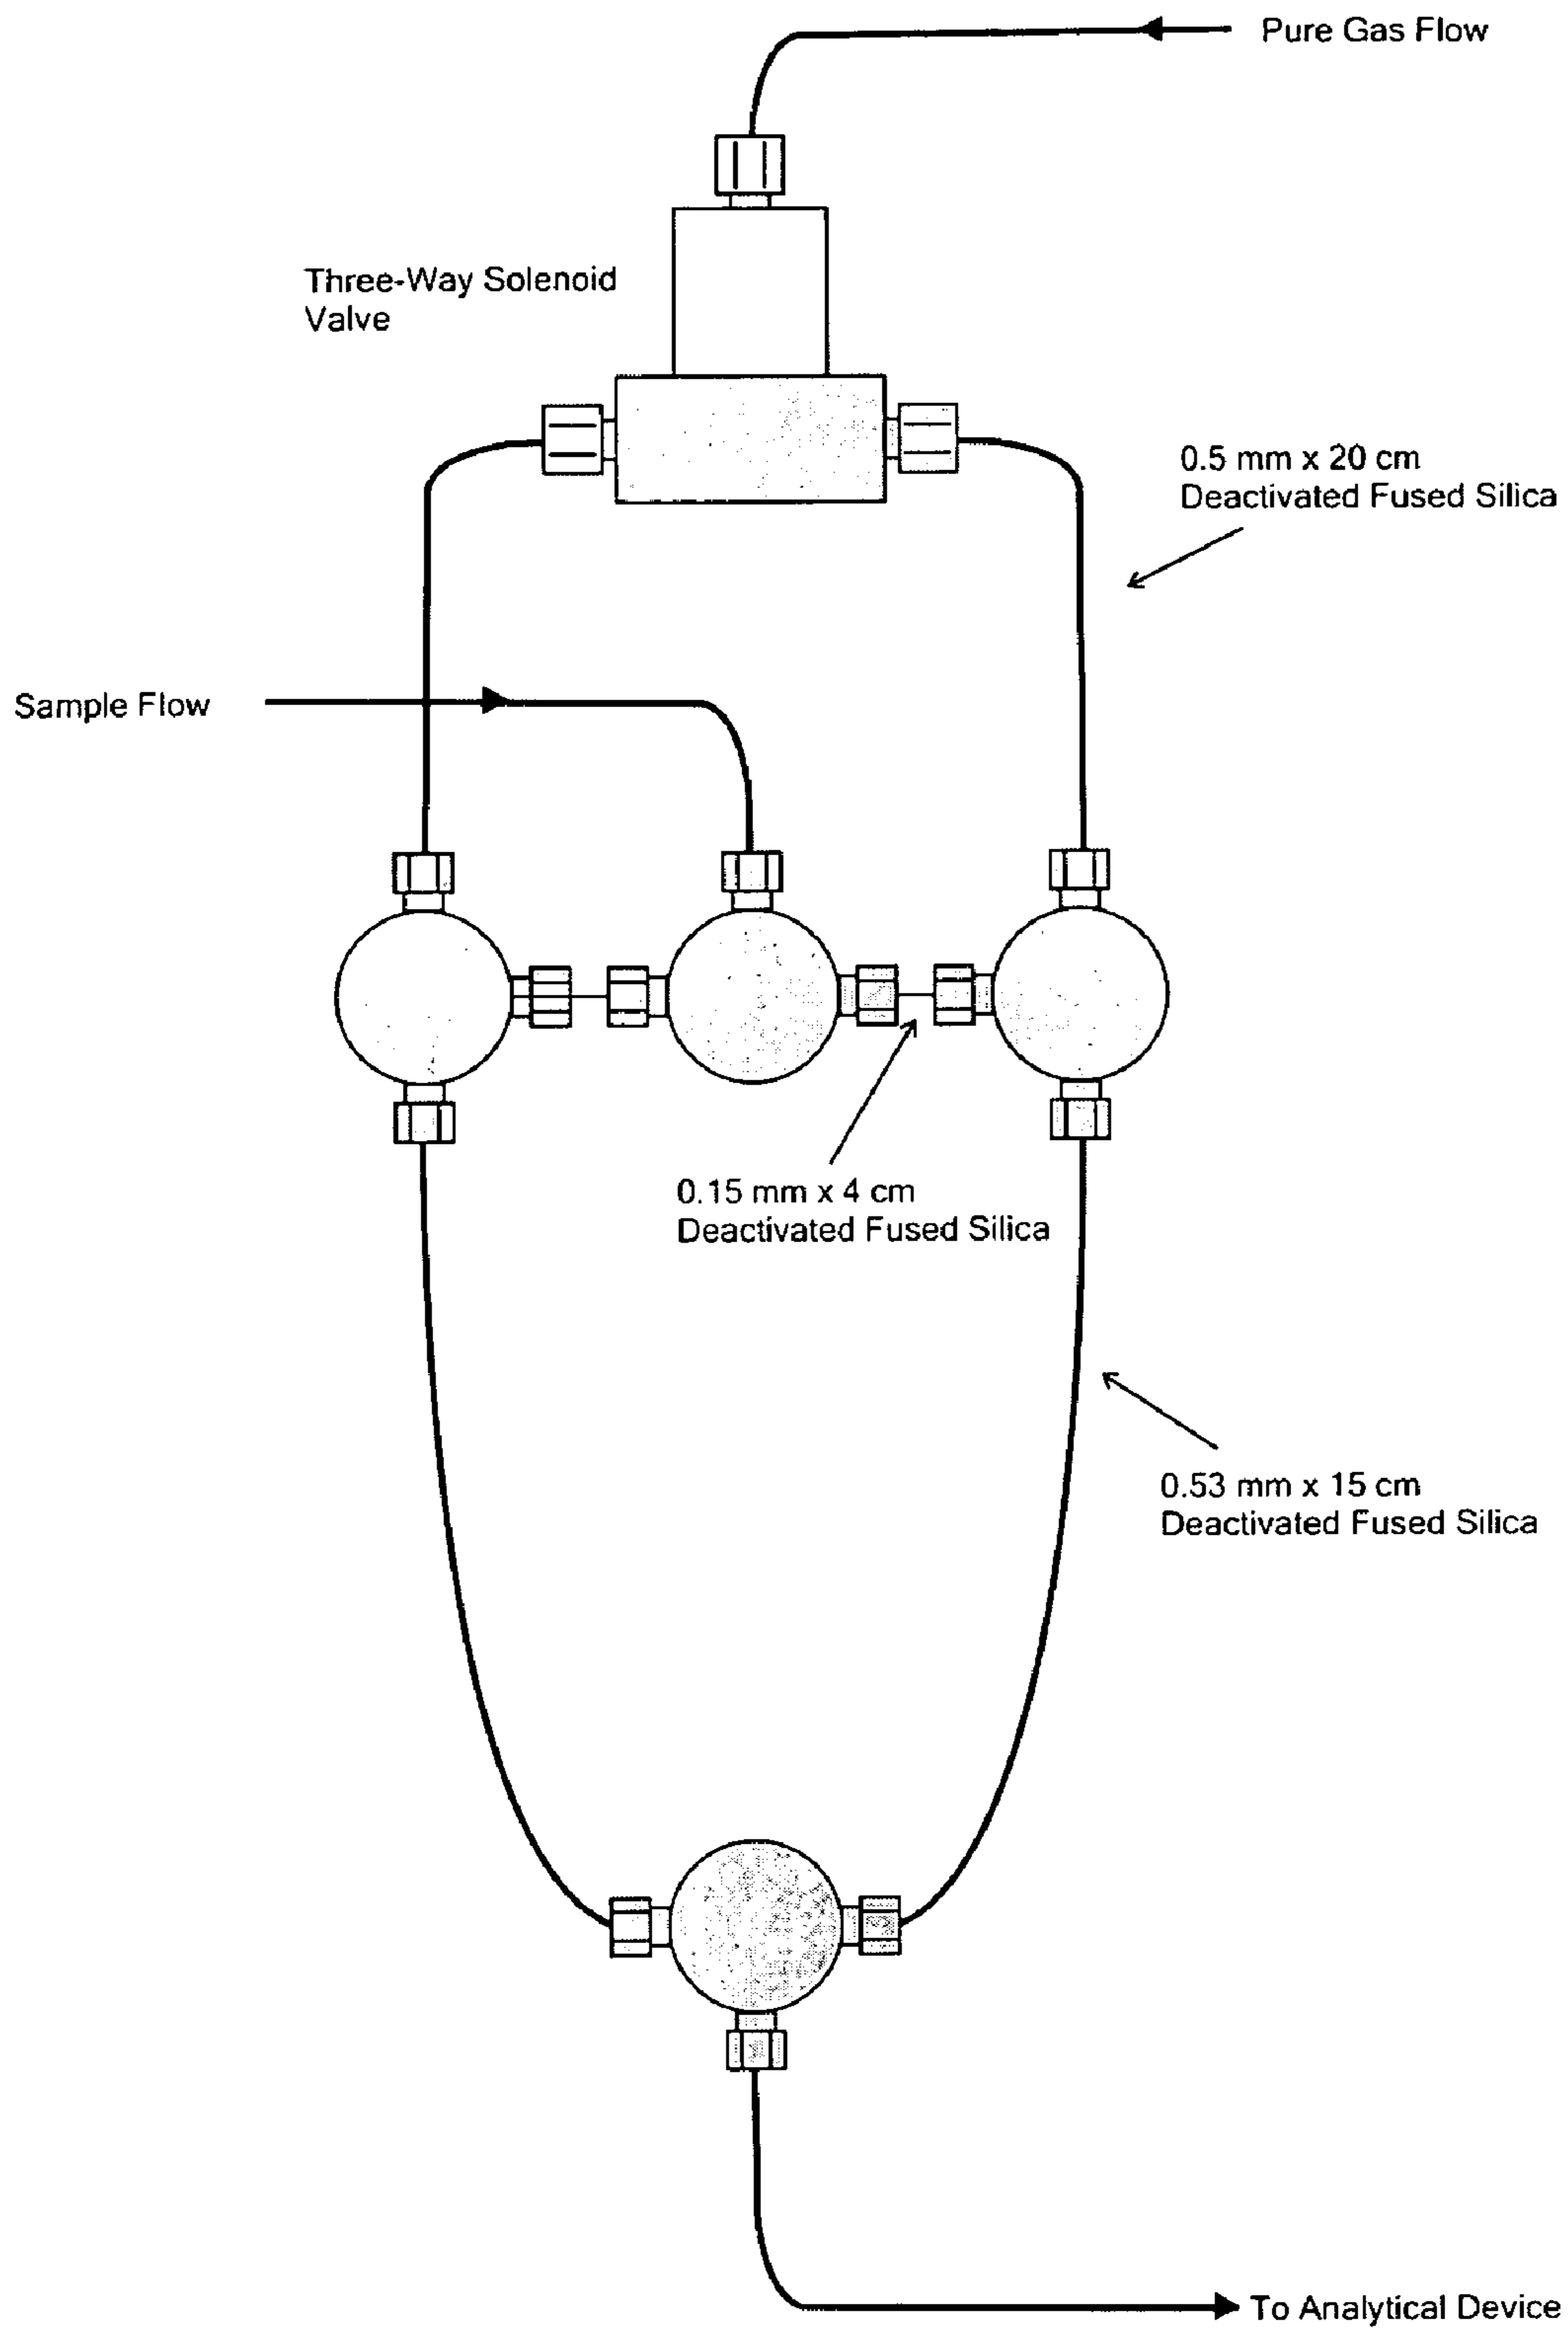 Pure Gas Flow
Three-Way Solenoid
Valve
0.5 mm x 20 cm
Deactivated Fused Silica
Sample Flow
0.15 mm x 4 cm
Deactivated Fused Silica
0.53 mm x 15 cm
Deactivated Fused Silica
To Analytical Device